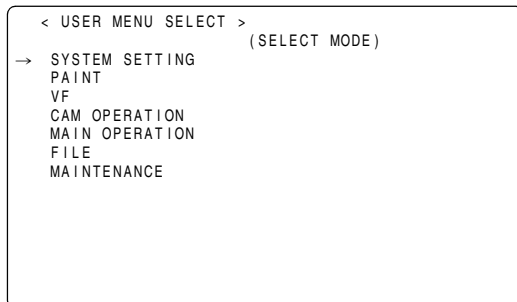 < USER MENU SELECT >
(SELECT MODE)
→ SYSTEM SETTING
PAINT
VF
CAM OPERATION
MAIN OPERATION
FILE
MAINTENANCE